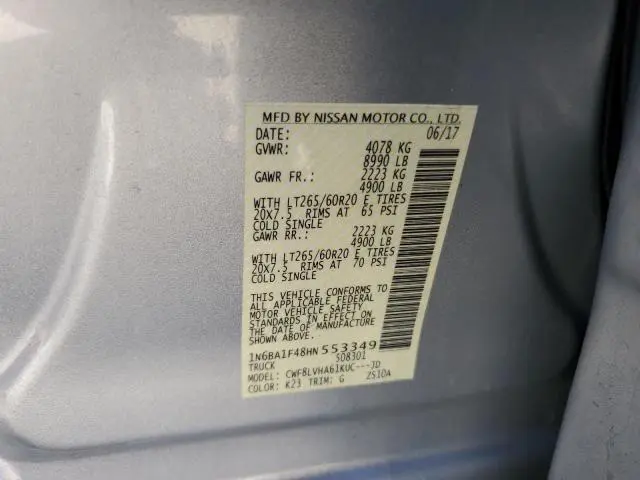 MFD BY NISSAN MOTOR CO., LTD.
DATE: 06/17
GVWR: 4078 KG
8990 LB
GAWR FR.: 2223 KG
4900 LB
WITH LT265/60R20 E TIRES
20X7.5 RIMS AT 65 PSI
COLD SINGLE
GAWR RR.: 2223 KG
4900 LB
WITH LT265/60R20 E TIRES
20X7.5 RIMS AT 70 PSI
COLD SINGLE
THIS VEHICLE CONFORMS TO
ALL APPLICABLE FEDERAL
MOTOR VEHICLE SAFETY
STANDARDS IN EFFECT ON
THE DATE OF MANUFACTURE
1N6BA1F48HN553349
TRUCK S08301
MODEL: CWF8LVHA61KUC---JD
COLOR: K23 TRIM: G ZS10A